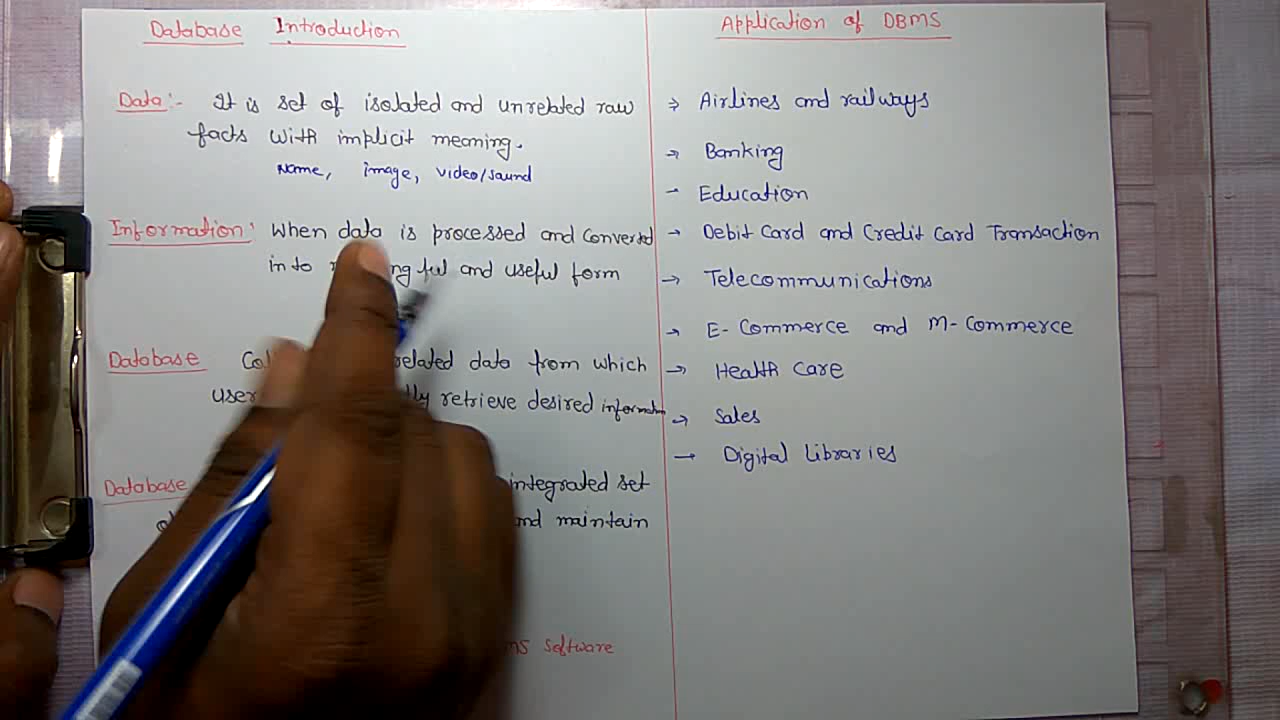 Database Introduction
Data:- It is set of isolated and unrelated raw
facts with implicit meaning.
Name, image, video/sound
Information: When data is processed and converted
into ful and useful form
Database related data from which
user retrieve desired information
Database integrated set
and maintain
software
Application of DBMS
→ Airlines and railways
→ Banking
- Education
→ Debit card and Credit card Transaction
→ Telecommunications
→ E-Commerce and M-Commerce
→ Health care
→ Sales
→ Digital Libraries